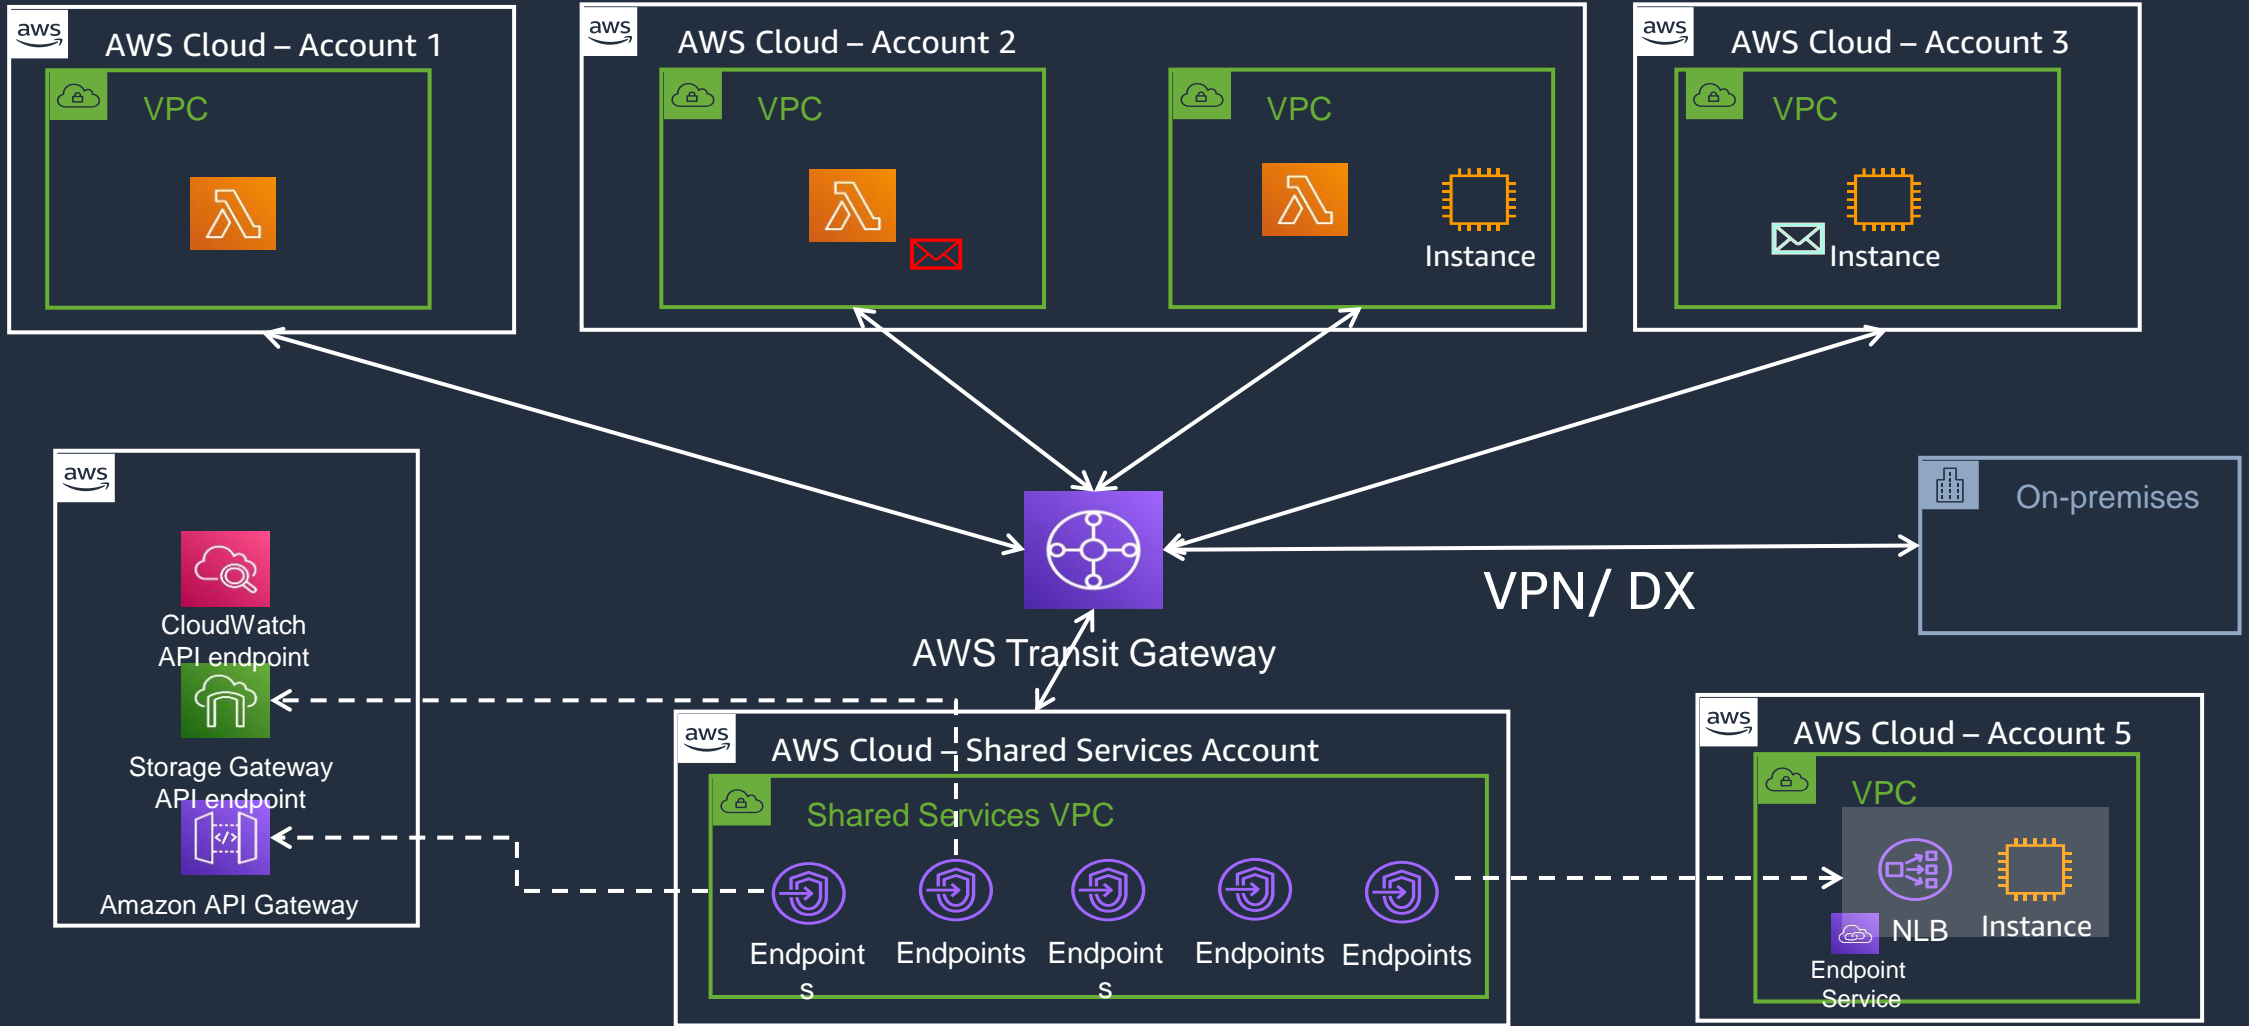 aws
AWS Cloud – Account 1
VPC
aws
AWS Cloud – Account 2
VPC
VPC
Instance
aws
AWS Cloud – Account 3
VPC
Instance
aws
CloudWatch
API endpoint
Storage Gateway
API endpoint
</>
Amazon API Gateway
AWS Transit Gateway
VPN/ DX
On-premises
aws
AWS Cloud – Shared Services Account
Shared Services VPC
Endpoint
s
Endpoints
Endpoint
s
Endpoints
Endpoints
aws
AWS Cloud – Account 5
VPC
NLB
Instance
Endpoint
Service